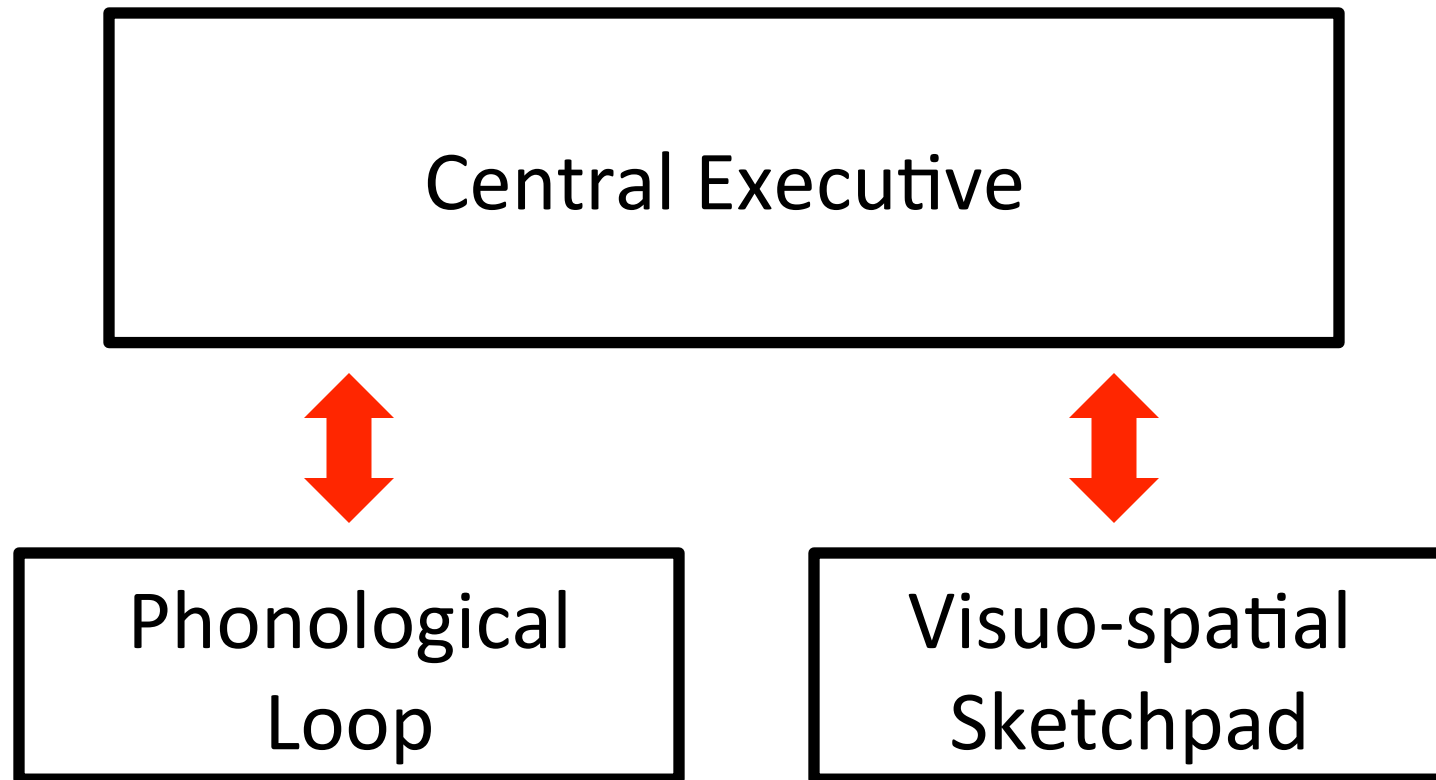 Central Executive
Phonological
Loop
Visuo-spatial
Sketchpad